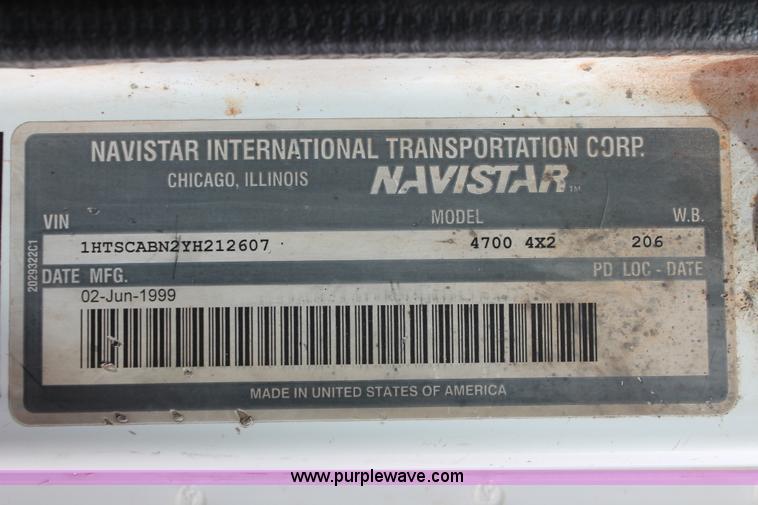 NAVISTAR INTERNATIONAL TRANSPORTATION CORP.
CHICAGO, ILLINOIS NAVISTAR TM
VIN MODEL W.B.
1HTSCABN2YH212607 4700 4X2 206
DATE MFG. PD LOC - DATE
02-Jun-1999
MADE IN UNITED STATES OF AMERICA
2029322C1
www.purplewave.com